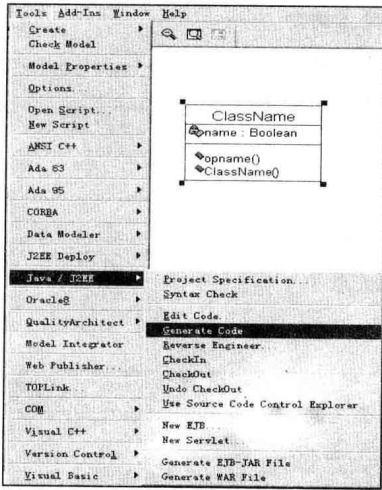 Tools Add-Ins Window Help
Create
Check Model
Model Properties
Options...
Open Script...
New Script
ANSI C++
Ada 83
Ada 95
CORBA
Data Modeler
J2EE Deploy
Java / J2EE
Oracle8
QualityArchitect
Model Integrator
Web Publisher...
TOPLink...
COM
Visual C++
Version Control
Visual Basic
ClassName
name : Boolean
opname()
ClassName()
Project Specification...
Syntax Check
Edit Code...
Generate Code
Reverse Engineer...
CheckIn
CheckOut
Undo CheckOut
Use Source Code Control Explorer
New EJB...
New Servlet...
Generate EJB-JAR File
Generate WAR File